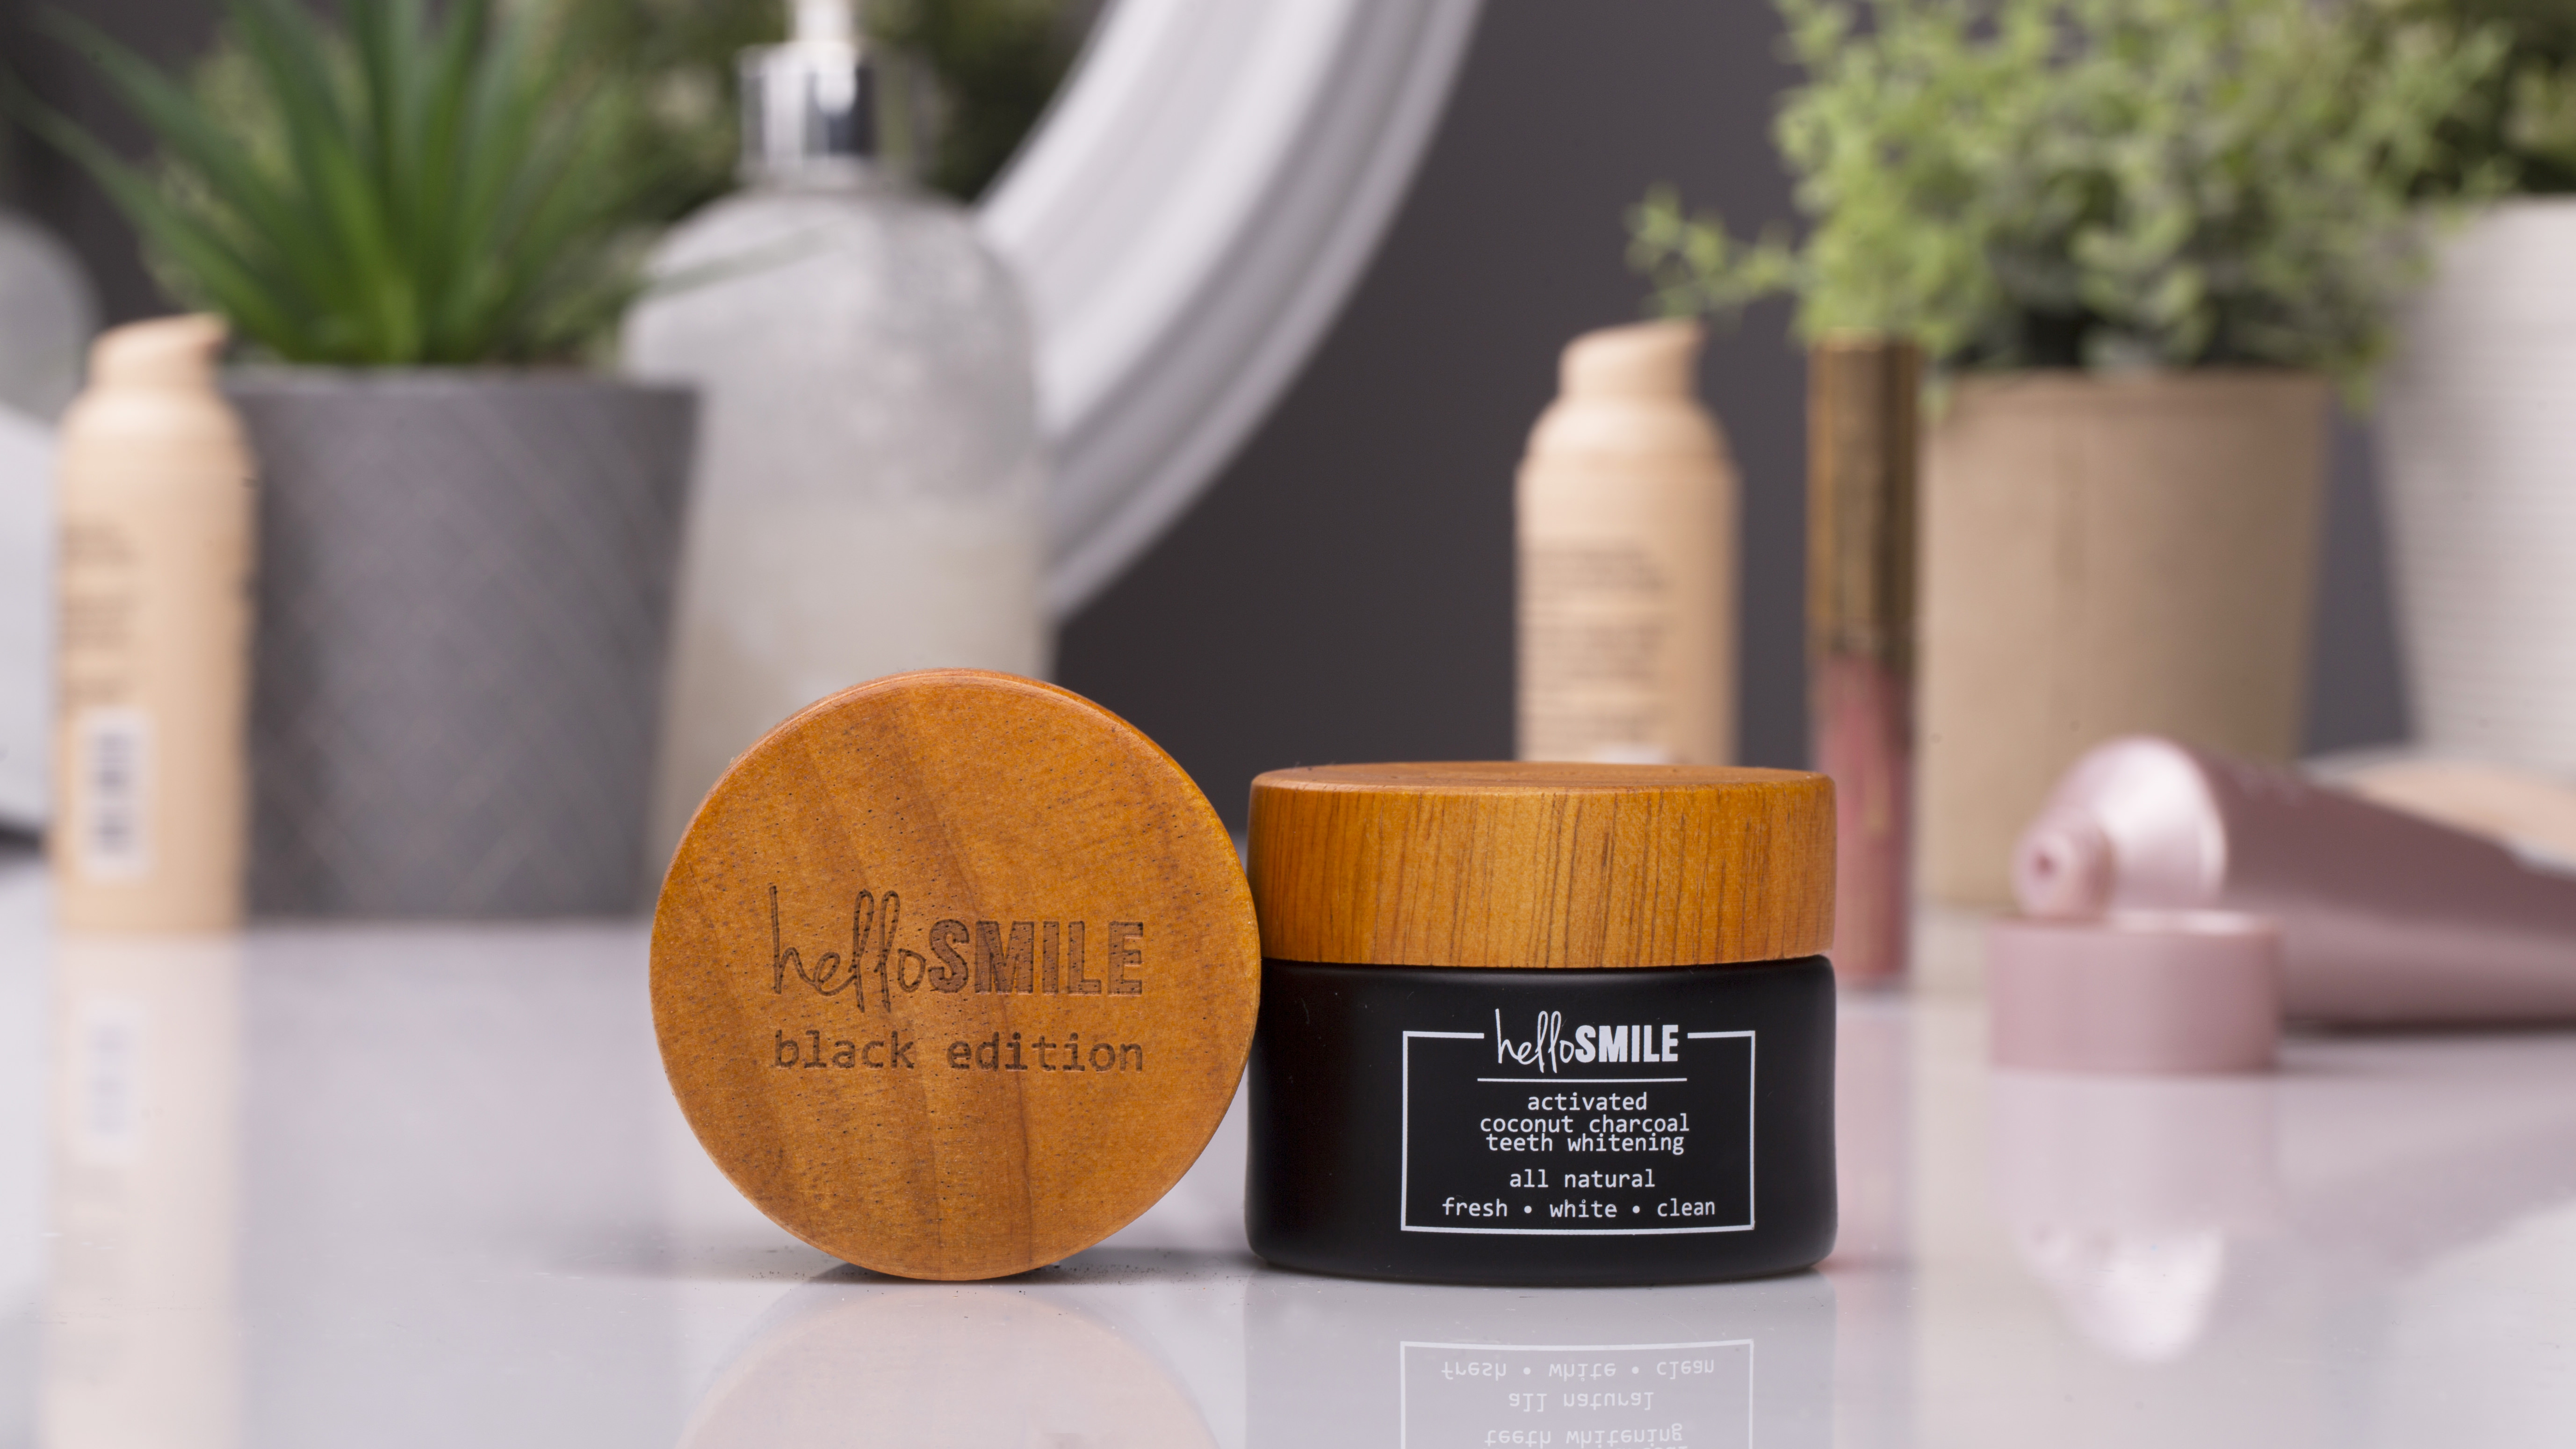 helloSMILE
black edition
helloSMILE
activated
coconut charcoal
teeth whitening
all natural
fresh • white • clean